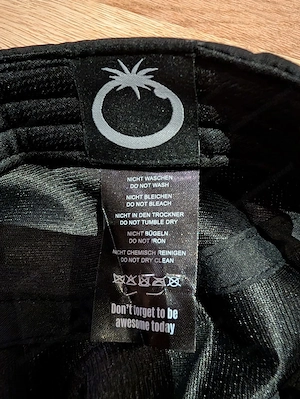 NICHT WASCHEN
DO NOT WASH
NICHT BLEICHEN
DO NOT BLEACH
NICHT IN DEN TROCKNER
DO NOT TUMBLE DRY
NICHT BÜGELN
DO NOT IRON
NICHT CHEMISCH REINIGEN
DO NOT DRY CLEAN
Don't forget to be
awesome today